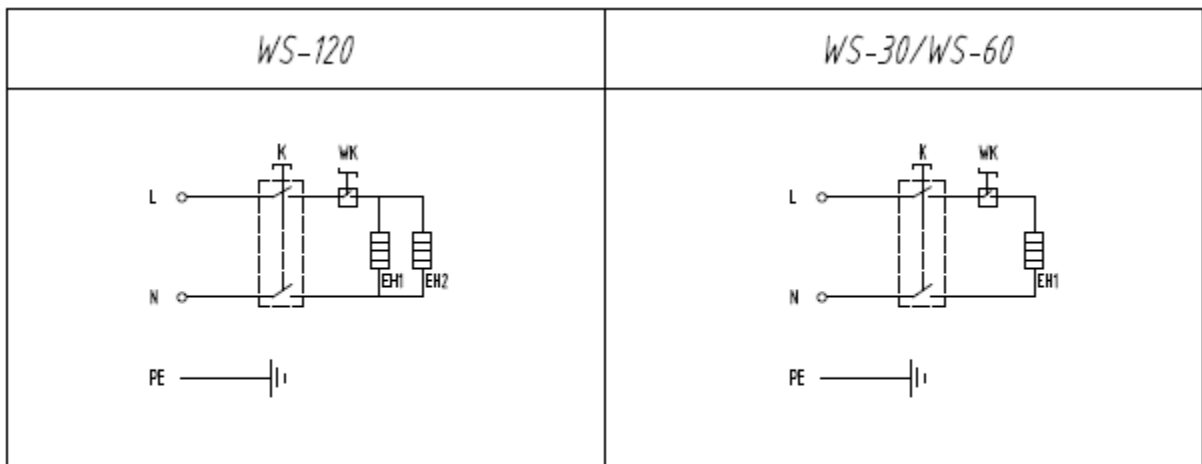 WS-120
WS-30/WS-60
K WK
L
EH1 EH2
N
PE
K WK
L
EH1
N
PE